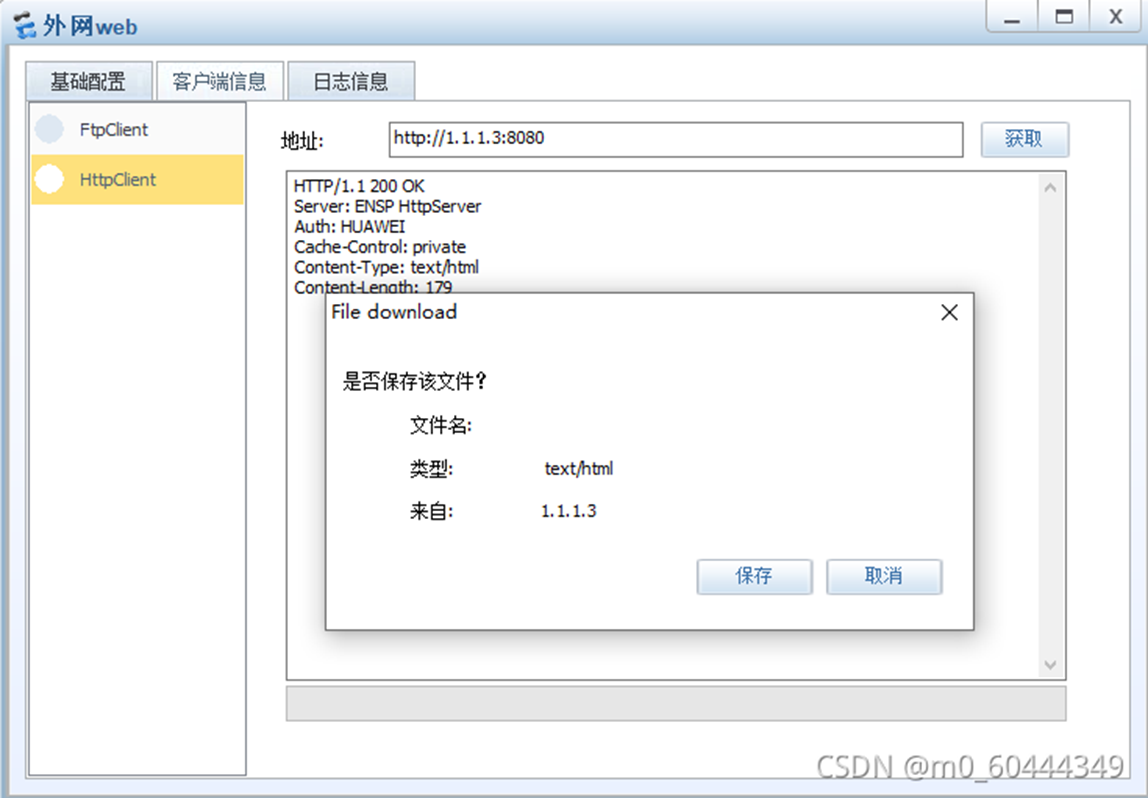 外网web
基础配置 客户端信息 日志信息
FtpClient
HttpClient
地址: http://1.1.1.3:8080 获取
HTTP/1.1 200 OK
Server: ENSP HttpServer
Auth: HUAWEI
Cache-Control: private
Content-Type: text/html
Content-Length: 179
File download
是否保存该文件?
文件名:
类型: text/html
来自: 1.1.1.3
保存 取消
CSDN @m0_60444349